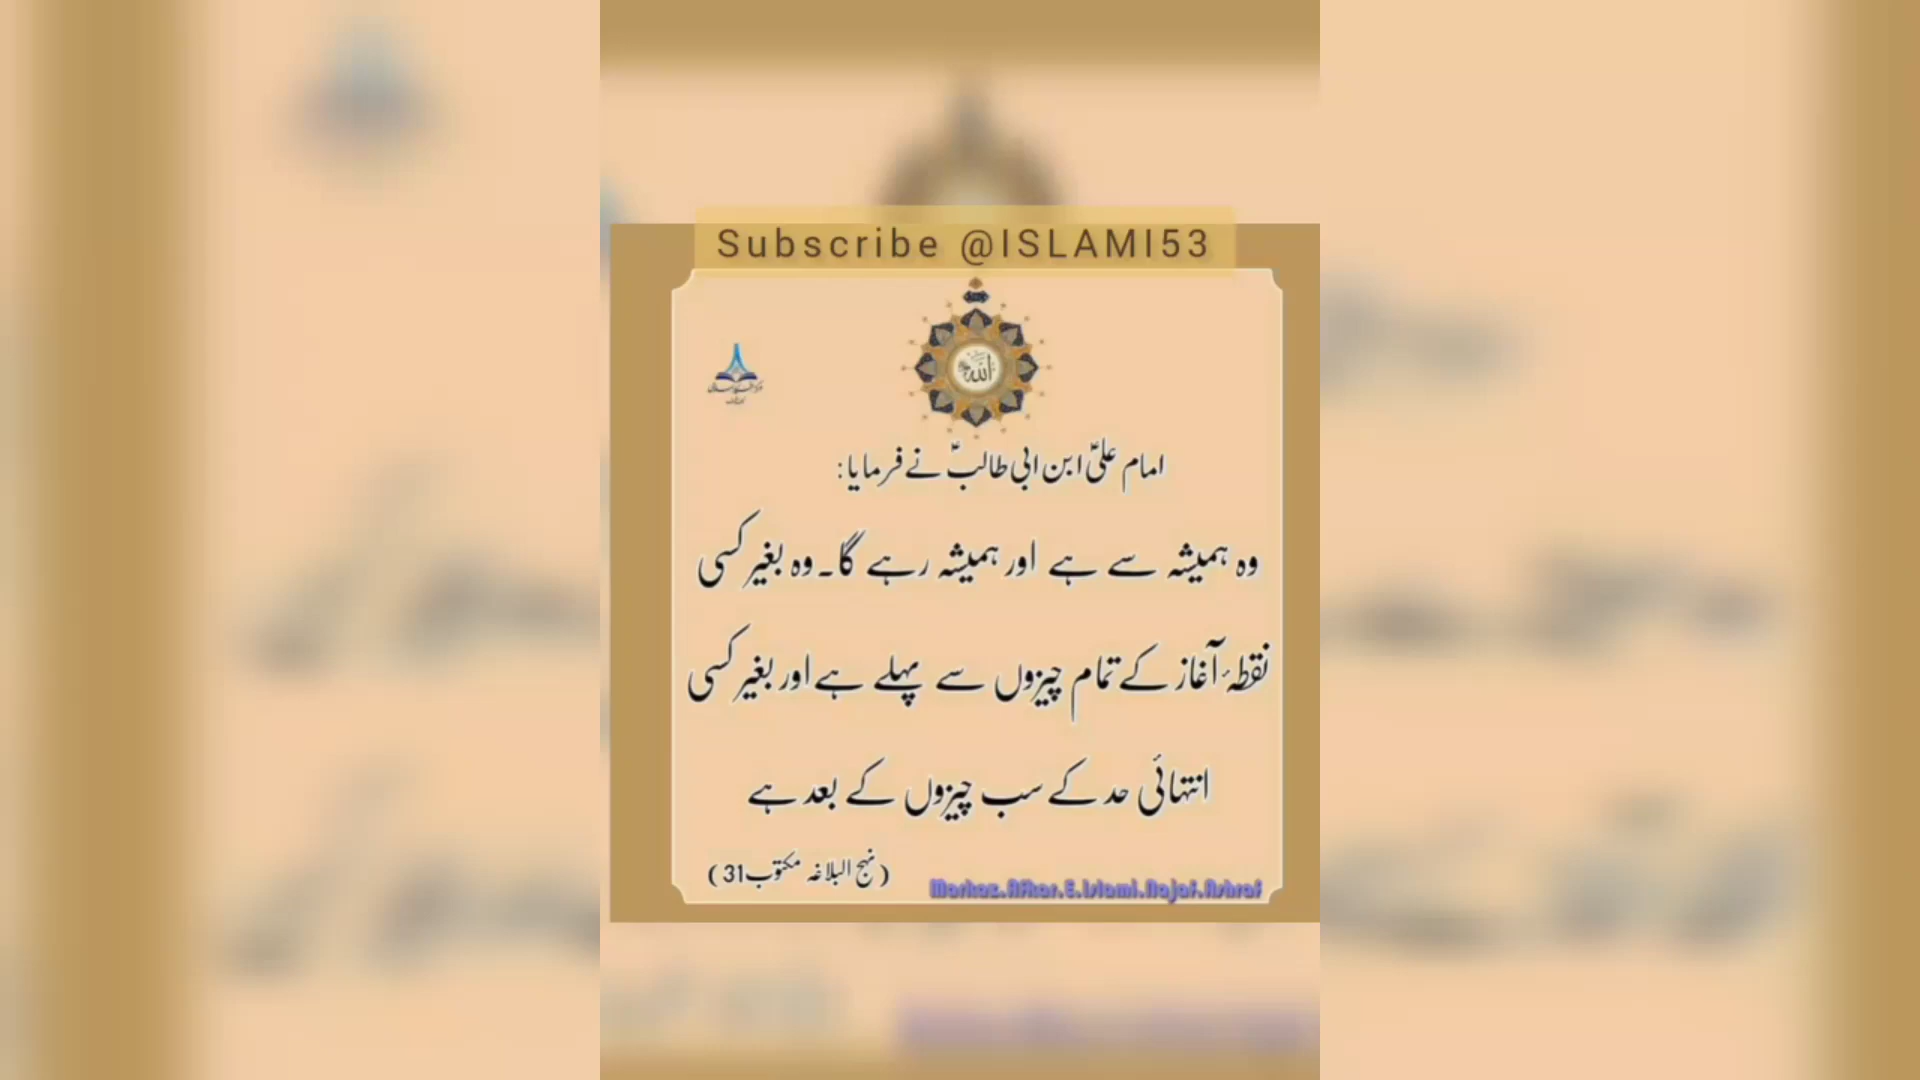 Subscribe @ISLAMI53
الله
امام علیؑ ابن ابی طالبؑ نے فرمایا :
وہ ہمیشہ سے ہے اور ہمیشہ رہے گا۔ وہ بغیر کسی
نقطہ آغاز کے تمام چیزوں سے پہلے ہے اور بغیر کسی
انتہائی حد کے سب چیزوں کے بعد ہے
(نہج البلاغہ مکتوب 31)
Markaz.Afkar.E.Islami.Najaf.Ashraf